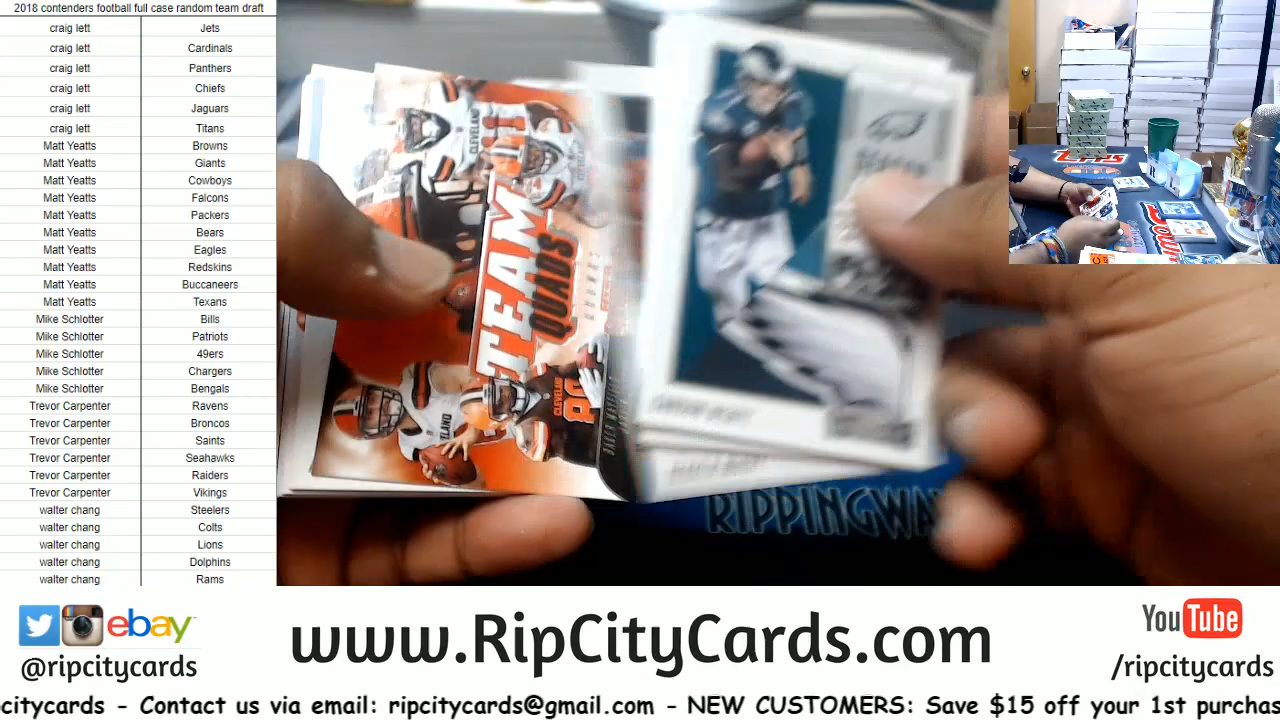 2018 contenders football full case random team draft
craig lett Jets
craig lett Cardinals
craig lett Panthers
craig lett Chiefs
craig lett Jaguars
craig lett Titans
Matt Yeatts Browns
Matt Yeatts Giants
Matt Yeatts Cowboys
Matt Yeatts Falcons
Matt Yeatts Packers
Matt Yeatts Bears
Matt Yeatts Eagles
Matt Yeatts Redskins
Matt Yeatts Buccaneers
Matt Yeatts Texans
Mike Schlotter Bills
Mike Schlotter Patriots
Mike Schlotter 49ers
Mike Schlotter Chargers
Mike Schlotter Bengals
Trevor Carpenter Ravens
Trevor Carpenter Broncos
Trevor Carpenter Saints
Trevor Carpenter Seahawks
Trevor Carpenter Raiders
Trevor Carpenter Vikings
walter chang Steelers
walter chang Colts
walter chang Lions
walter chang Dolphins
walter chang Rams
TEAM
QUADS
CLEVELAND
RIPPINGWA
ebay
@ripcitycards
www.RipCityCards.com
YouTube
/ripcitycards
citycards - Contact us via email: ripcitycards@gmail.com - NEW CUSTOMERS: Save $15 off your 1st purchas